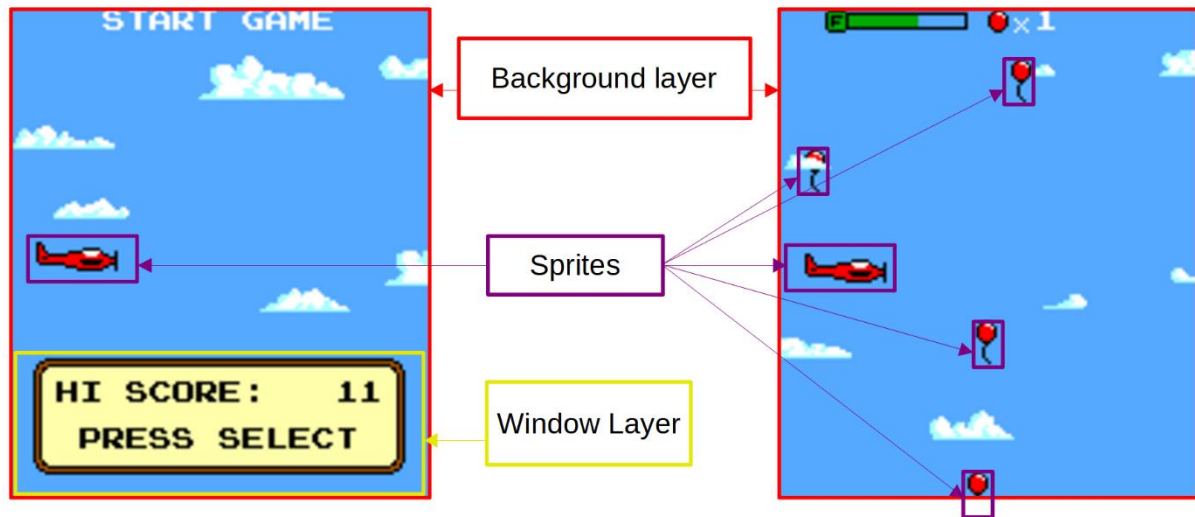 START GAME
HI SCORE: 11
PRESS SELECT
Background layer
Sprites
Window Layer
F
×1